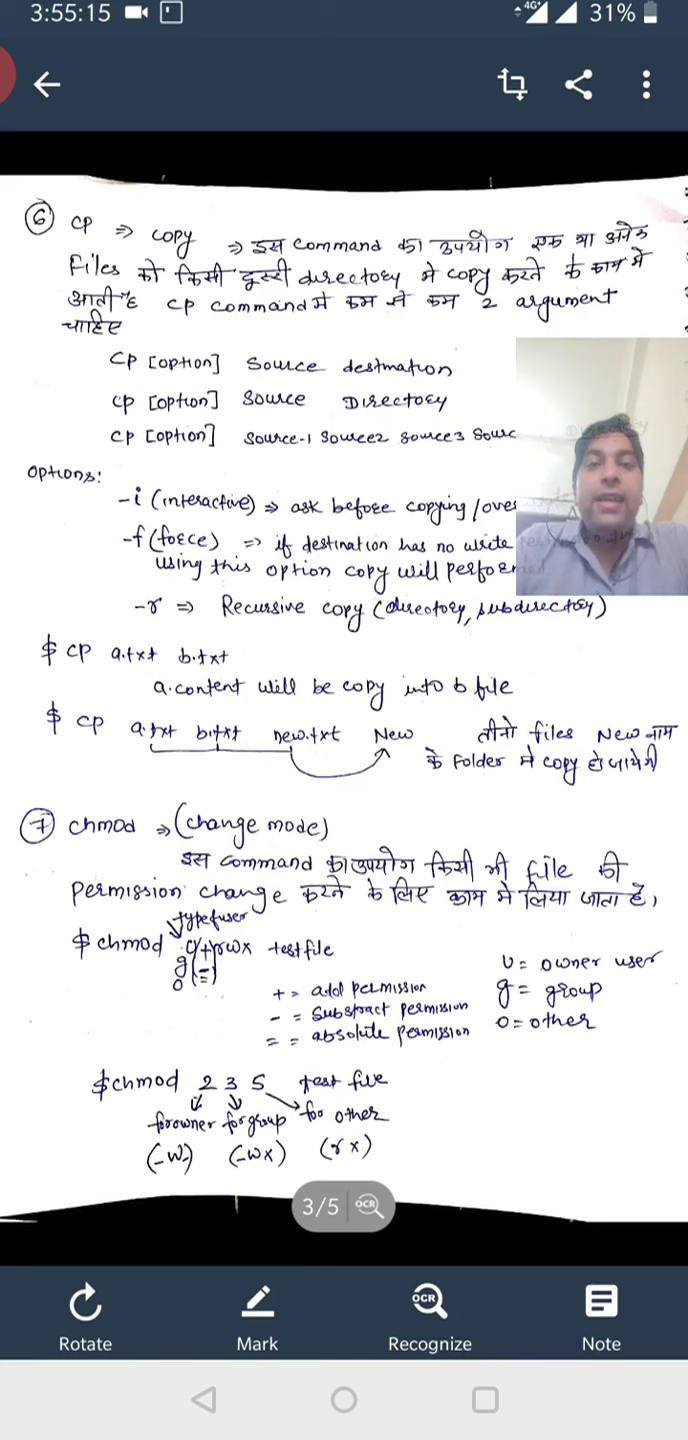 3:55:15 4G+ 31%
⑥ cp ⇒ copy ⇒ इस command का उपयोग एक या अनेक
files को किसी दूसरी directory मे copy करने के काम मे
आती है cp command मे कम से कम 2 argument
चाहिए
cp [option] source destination
cp [option] source Directory
cp [option] source-1 source2 source3 sourc
options:
-i (interactive) ⇒ ask before copying /over
-f (force) ⇒ if destination has no write
using this option copy will perform
-r ⇒ Recursive copy (directory, subdirectory)
$ cp a.txt b.txt
a.content will be copy into b file
$ cp a.txt b.txt new.txt New तीनो files New नाम
के Folder मे copy हो जायेगी
⑦ chmod ⇒ (change mode)
इस command का उपयोग किसी भी file की
permission change करने के लिए काम मे लिया जाता है,
type of user
$ chmod u/+rwx testfile
g(-)
o(=)
U= owner user
+ = add permission
g= group
- = substract permission
o=other
= = absolute permission
$chmod 2 3 5 test file
for owner for group for other
(-w-) (-wx) (r x)
3/5 OCR
OCR
Rotate Mark Recognize Note